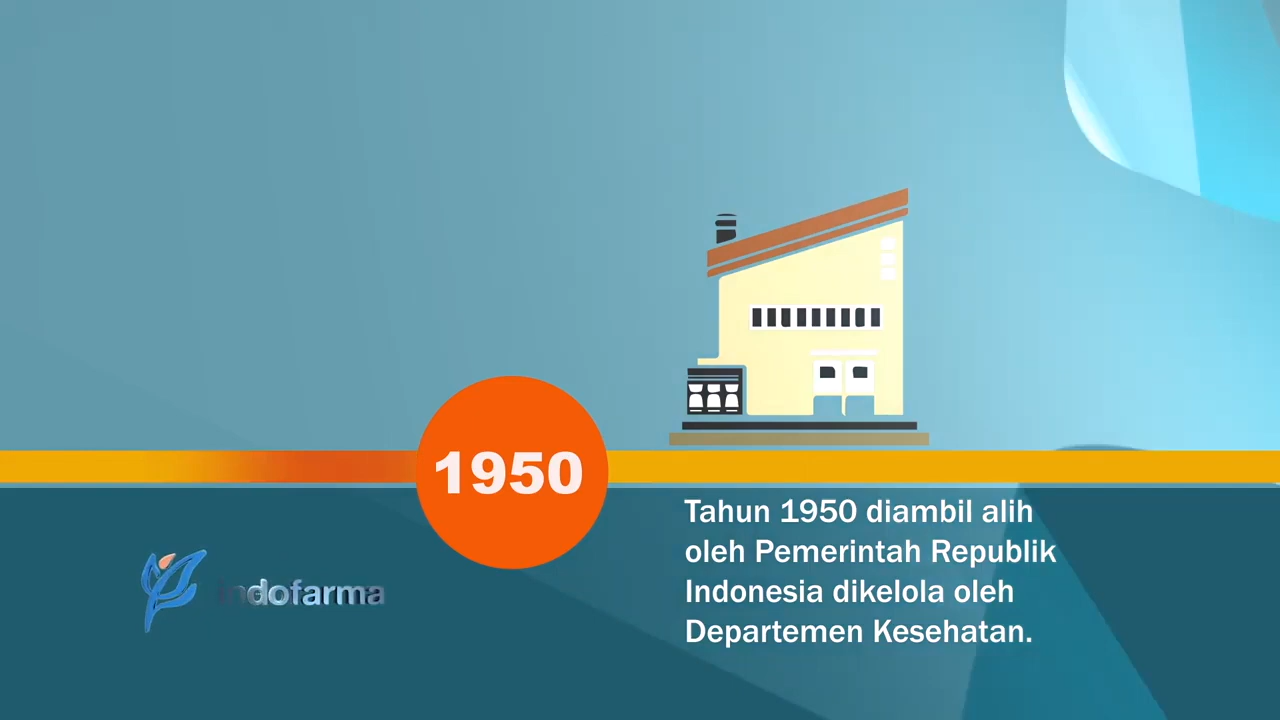 1950
Tahun 1950 diambil alih
oleh Pemerintah Republik
Indonesia dikelola oleh
Departemen Kesehatan.
indofarma